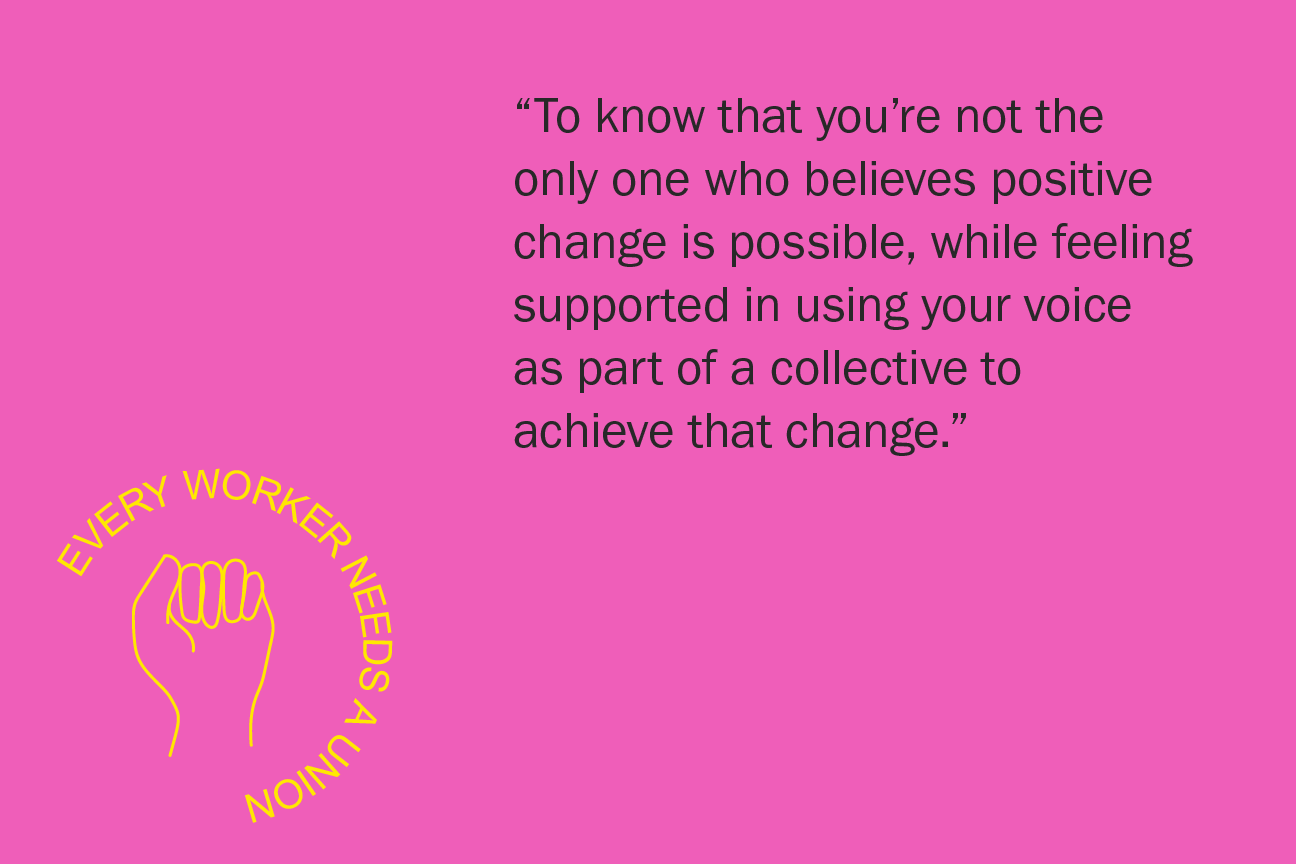 “To know that you’re not the
only one who believes positive
change is possible, while feeling
supported in using your voice
as part of a collective to
achieve that change.”
EVERY WORKER NEEDS A UNION